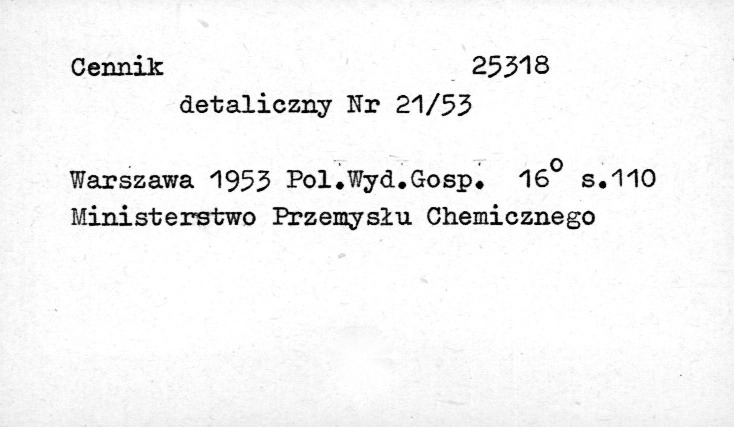 Cennik 25318
detaliczny Nr 21/53
Warszawa 1953 Pol.Wyd.Gosp. 16° s.110
Ministerstwo Przemysłu Chemicznego